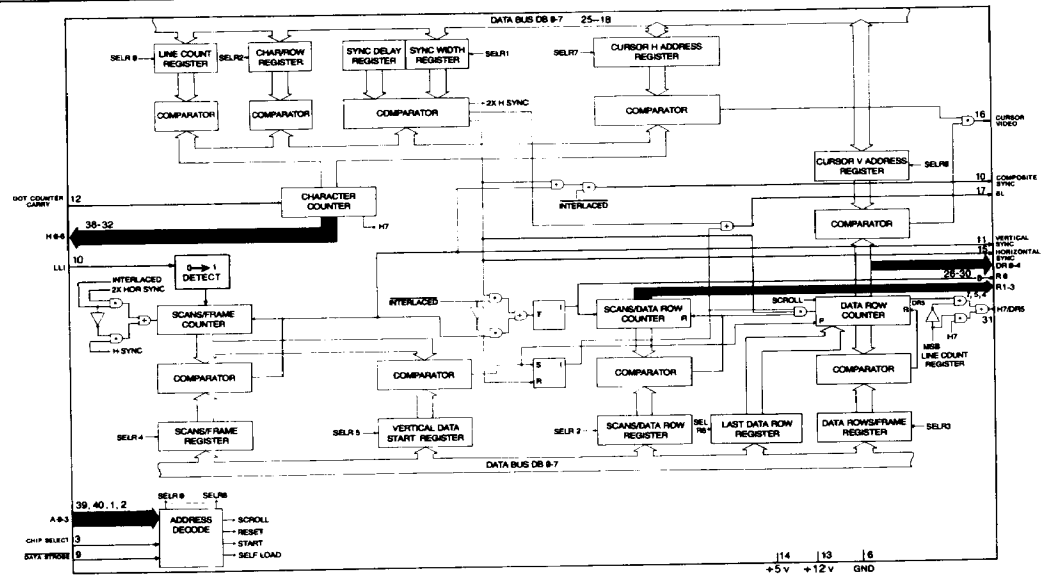 DATA BUS DB 0-7 25-18
SELR 0
LINE COUNT
REGISTER
SELR2
CHAR/ROW
REGISTER
SYNC DELAY
REGISTER
SYNC WIDTH
REGISTER
SELR1
SELR7
CURSOR H ADDRESS
REGISTER
COMPARATOR
COMPARATOR
COMPARATOR
2X H SYNC
COMPARATOR
16
CURSOR
VIDEO
CURSOR V ADDRESS
REGISTER
SELR8
10
COMPOSITE
SYNC
17
BL
DOT COUNTER
CARRY
12
CHARACTER
COUNTER
INTERLACED
H7
COMPARATOR
38-32
H 0-6
11
VERTICAL
SYNC
15
HORIZONTAL
SYNC
DR 0-4
LLI
10
0 → 1
DETECT
26-30
8
R 0
R1-3
7, 5, 4
INTERLACED
2X HOR SYNC
H SYNC
SCANS/FRAME
COUNTER
INTERLACED
T
I
SCANS/DATA ROW
COUNTER
R
SCROLL
P
DATA ROW
COUNTER
DR5
R
H7/DR5
31
H7
MSB
LINE COUNT
REGISTER
COMPARATOR
COMPARATOR
S
I
R
COMPARATOR
COMPARATOR
SELR 4
SCANS/FRAME
REGISTER
SELR 5
VERTICAL DATA
START REGISTER
SELR 2
SCANS/DATA ROW
REGISTER
SEL
R6
LAST DATA ROW
REGISTER
DATA ROWS/FRAME
REGISTER
SELR3
DATA BUS DB 0-7
SELR 0
SELR8
39, 40, 1, 2
A 0-3
ADDRESS
DECODE
SCROLL
RESET
START
SELF LOAD
CHIP SELECT
3
DATA STROBE
9
14
+5 v
13
+12 v
6
GND